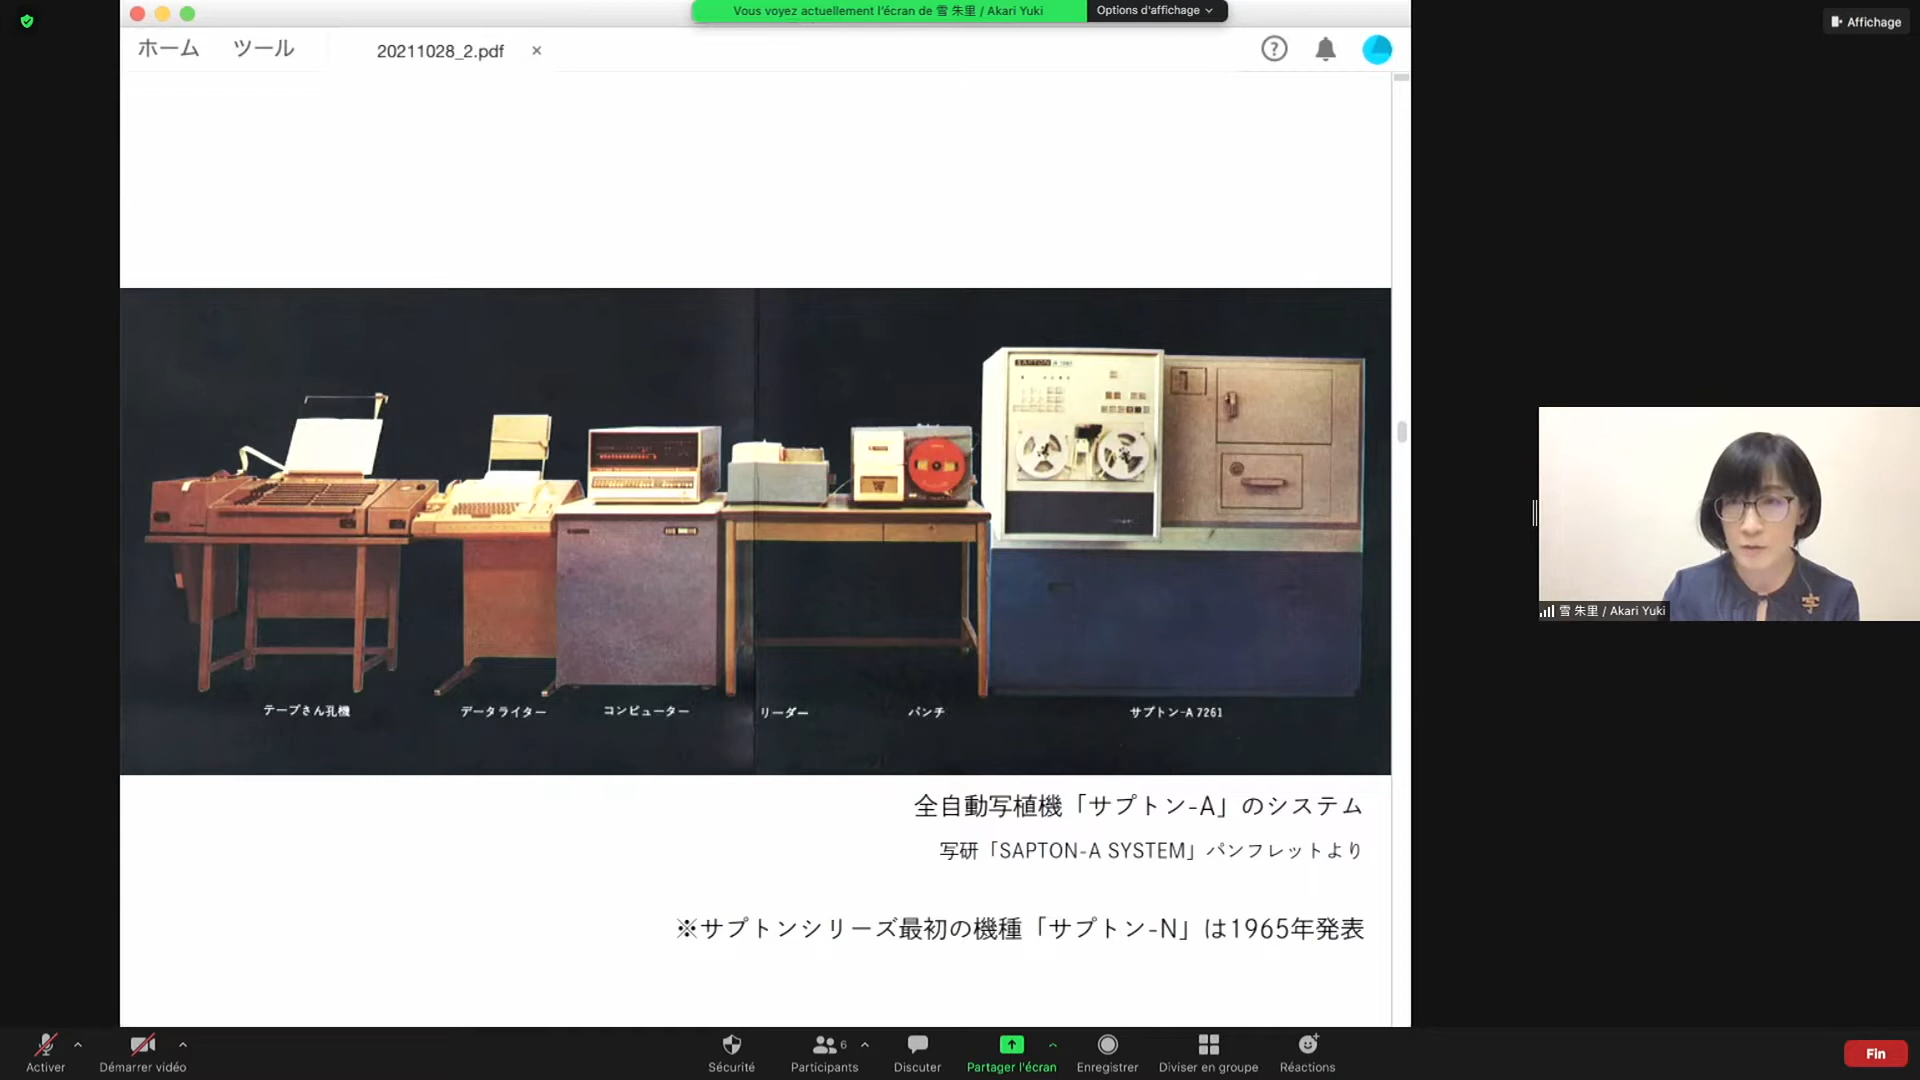 Vous voyez actuellement l'écran de 雪 朱里 / Akari Yuki
Options d'affichage
Affichage
ホーム
ツール
20211028_2.pdf
SAPTON
テープさん孔機
データライター
コンピューター
リーダー
パンチ
サプトン-A 7261
全自動写植機「サプトン-A」のシステム
写研「SAPTON-A SYSTEM」パンフレットより
※サプトンシリーズ最初の機種「サプトン-N」は1965年発表
雪 朱里 / Akari Yuki
Activer
Démarrer vidéo
Sécurité
Participants
6
Discuter
Partager l'écran
Enregistrer
Diviser en groupe
Réactions
Fin